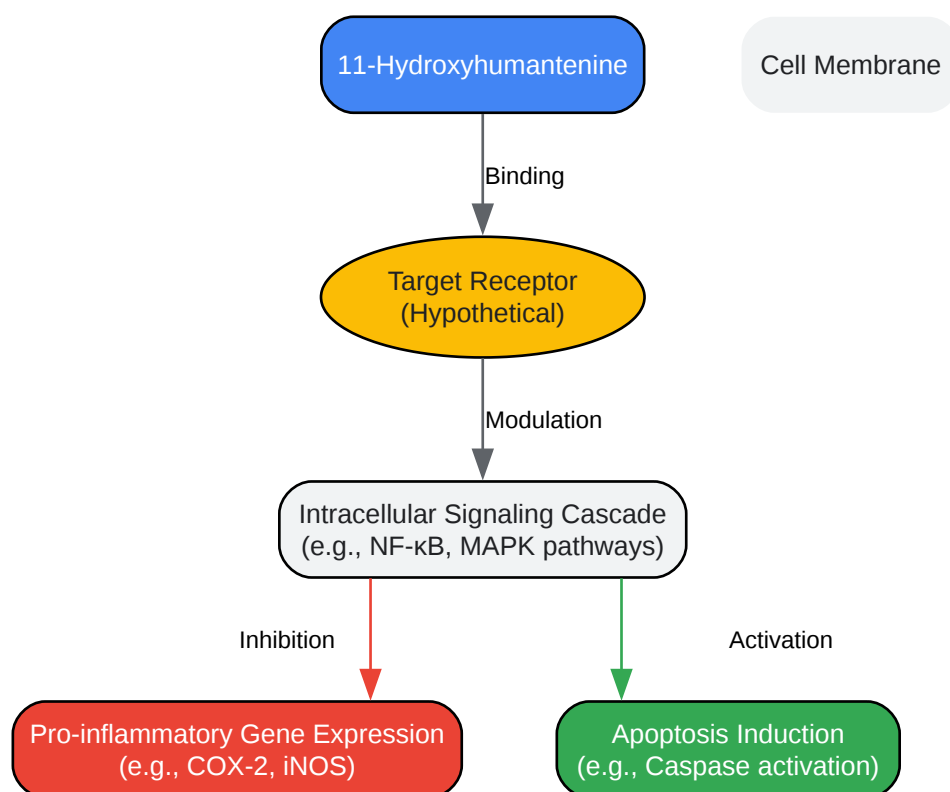 11-Hydroxyhumantenine
Cell Membrane
Binding
Target Receptor
(Hypothetical)
Modulation
Intracellular Signaling Cascade
(e.g., NF-κB, MAPK pathways)
Inhibition
Activation
Pro-inflammatory Gene Expression
(e.g., COX-2, iNOS)
Apoptosis Induction
(e.g., Caspase activation)